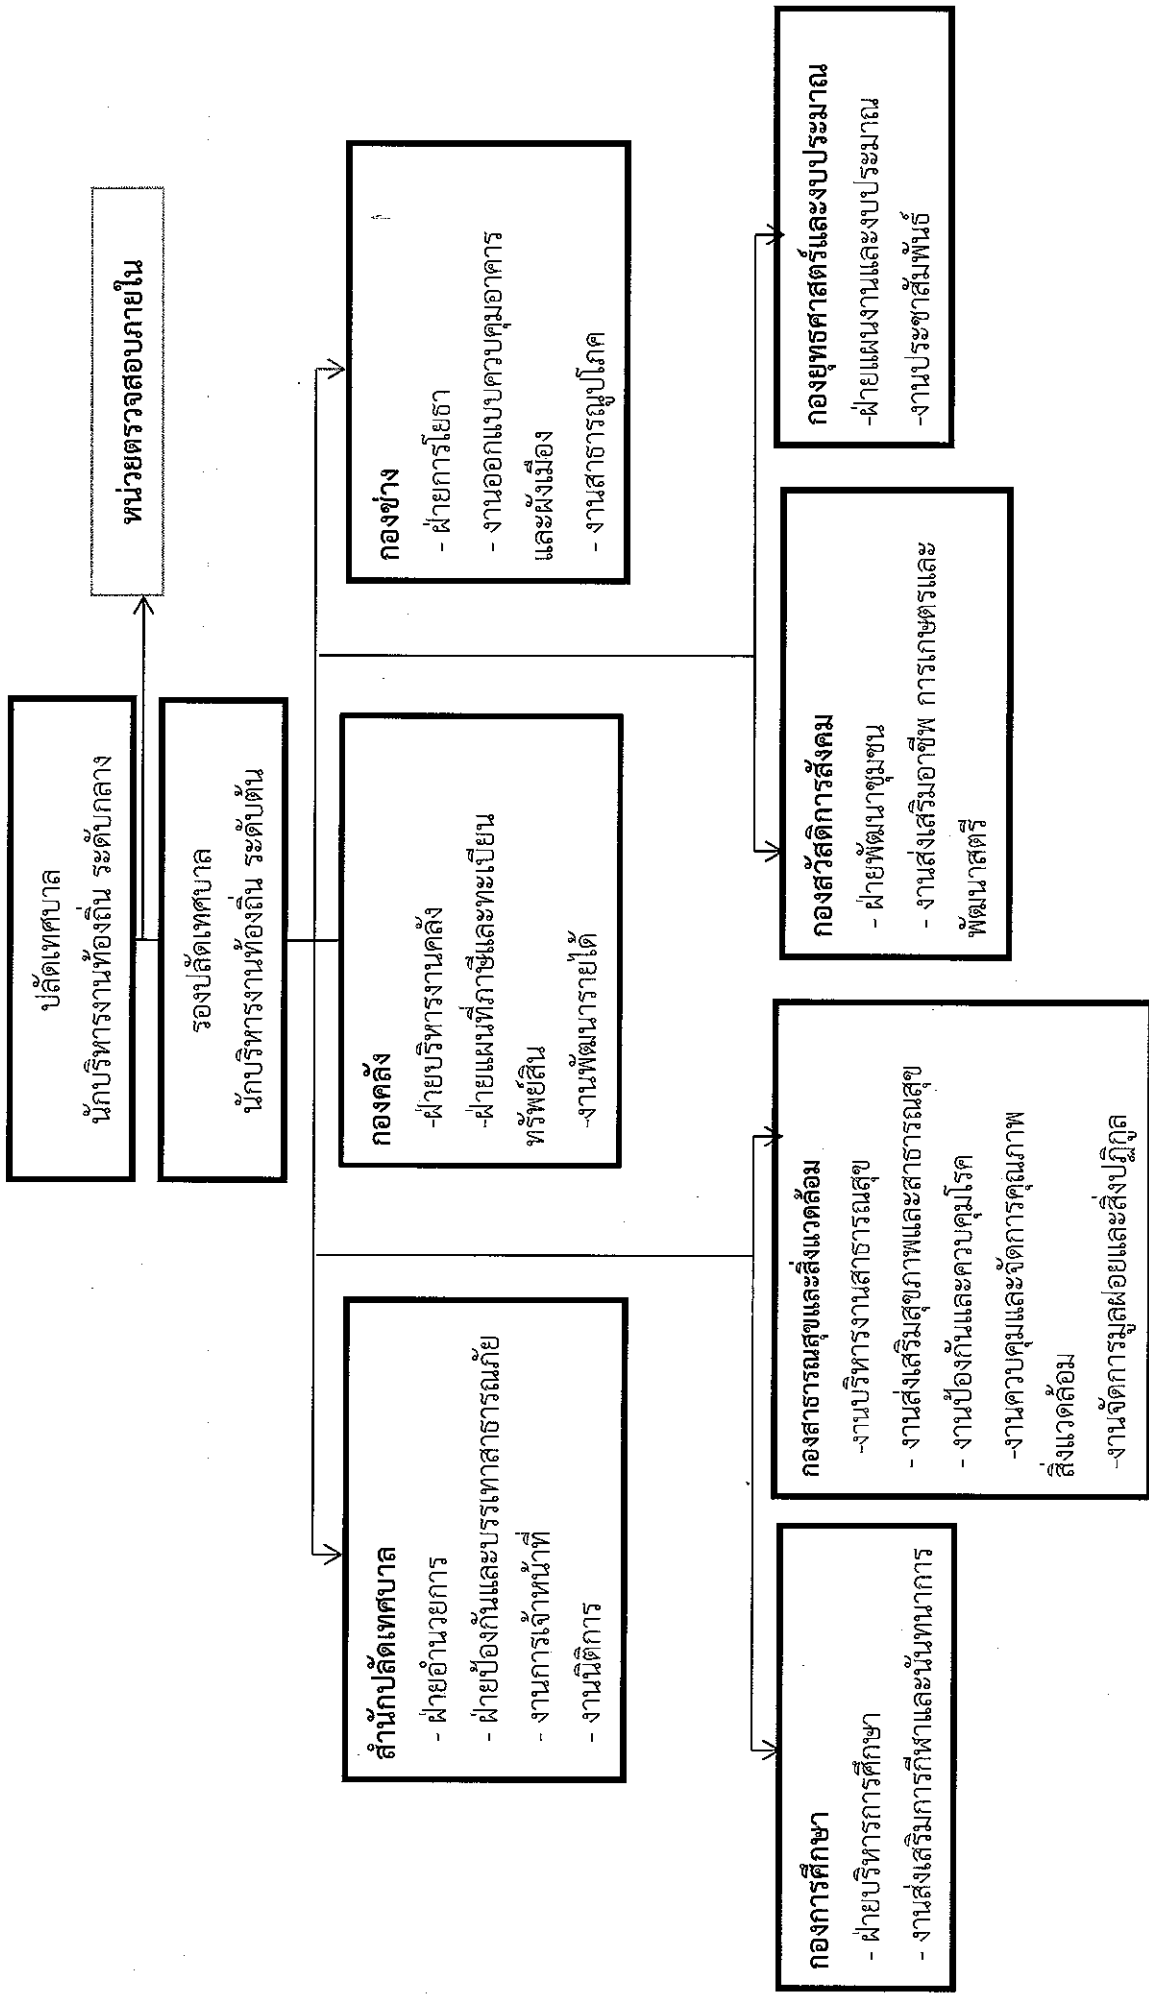 ปลัดเทศบาล
นักบริหารงานท้องถิ่น ระดับกลาง
หน่วยตรวจสอบภายใน
รองปลัดเทศบาล
นักบริหารงานท้องถิ่น ระดับต้น
สำนักปลัดเทศบาล
- ฝ่ายอำนวยการ
- ฝ่ายป้องกันและบรรเทาสาธารณภัย
- งานการเจ้าหน้าที่
- งานนิติการ
กองคลัง
-ฝ่ายบริหารงานคลัง
-ฝ่ายแผนที่ภาษีและทะเบียน
ทรัพย์สิน
-งานพัฒนารายได้
กองช่าง
- ฝ่ายการโยธา
- งานออกแบบควบคุมอาคาร
และผังเมือง
- งานสาธารณูปโภค
กองการศึกษา
- ฝ่ายบริหารการศึกษา
- งานส่งเสริมการกีฬาและนันทนาการ
กองสาธารณสุขและสิ่งแวดล้อม
-งานบริหารงานสาธารณสุข
- งานส่งเสริมสุขภาพและสาธารณสุข
- งานป้องกันและควบคุมโรค
-งานควบคุมและจัดการคุณภาพ
สิ่งแวดล้อม
-งานจัดการมูลฝอยและสิ่งปฏิกูล
กองสวัสดิการสังคม
- ฝ่ายพัฒนาชุมชน
- งานส่งเสริมอาชีพ การเกษตรและ
พัฒนาสตรี
กองยุทธศาสตร์และงบประมาณ
-ฝ่ายแผนงานและงบประมาณ
-งานประชาสัมพันธ์